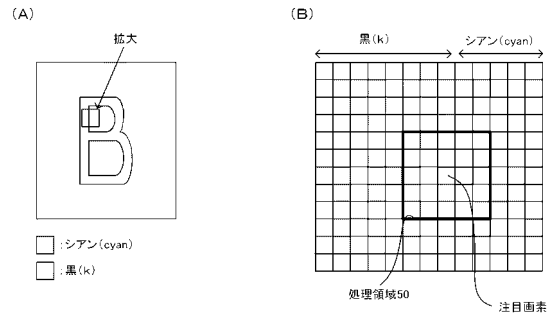 (A)
拡大
B
:シアン(cyan)
:黒(k)
(B)
黒(k)
シアン(cyan)
処理領域50
注目画素